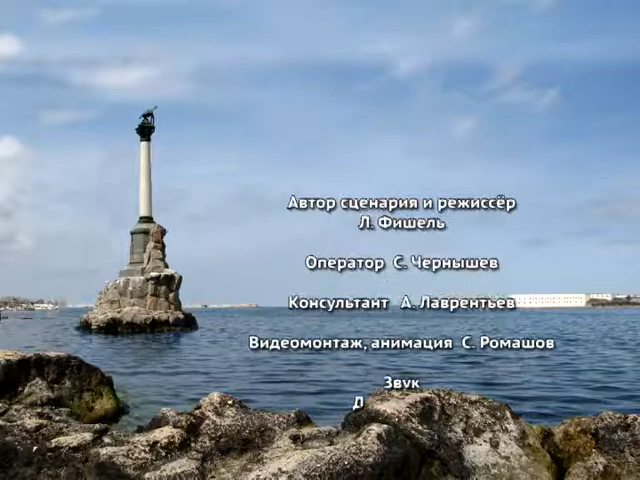 Автор сценария и режиссёр
Л. Фишель
Оператор С. Чернышев
Консультант А. Лаврентьев
Видеомонтаж, анимация С. Ромашов
Звук
Д